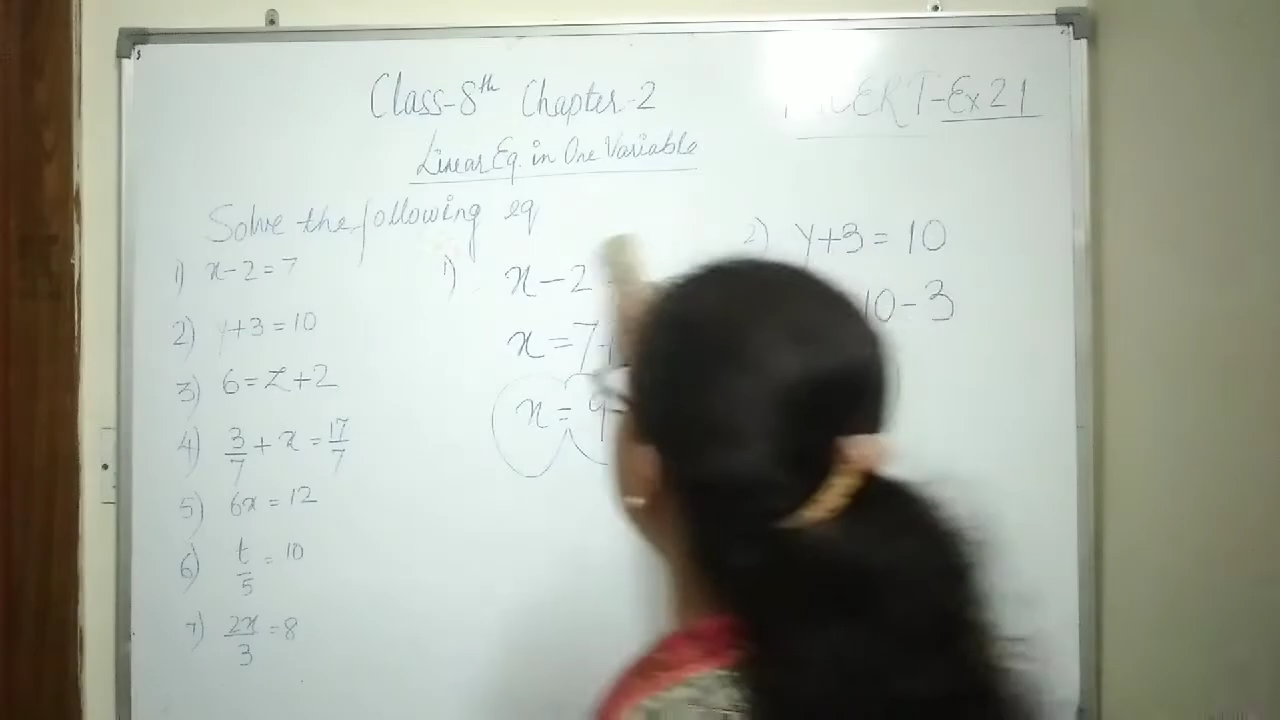 Class-8th Chapter-2
NCERT-Ex 2.1
Linear Eq. in One Variable
Solve the following eq
1) x-2=7
2) y+3=10
3) 6=z+2
4) 3/7 + x = 17/7
5) 6x = 12
6) t/5 = 10
7) 2x/3 = 8
1) x-2
x=7+
x=9
2) y+3=10
10-3